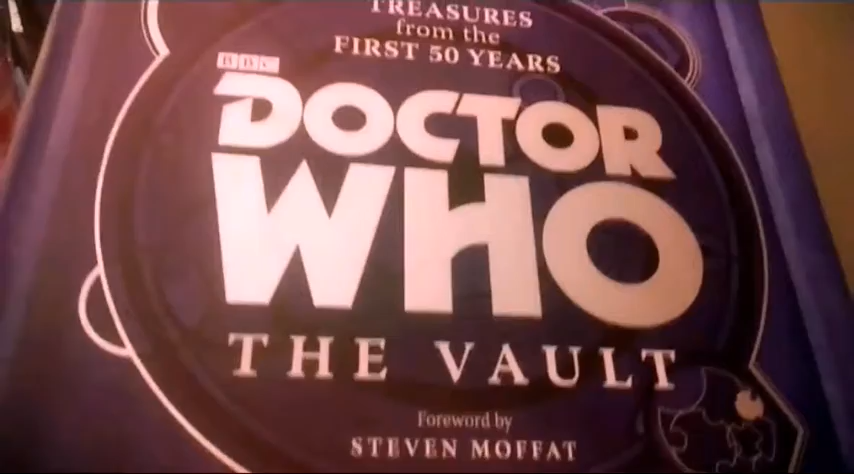 TREASURES
from the
FIRST 50 YEARS
BBC
DOCTOR
WHO
THE VAULT
Foreword by
STEVEN MOFFAT